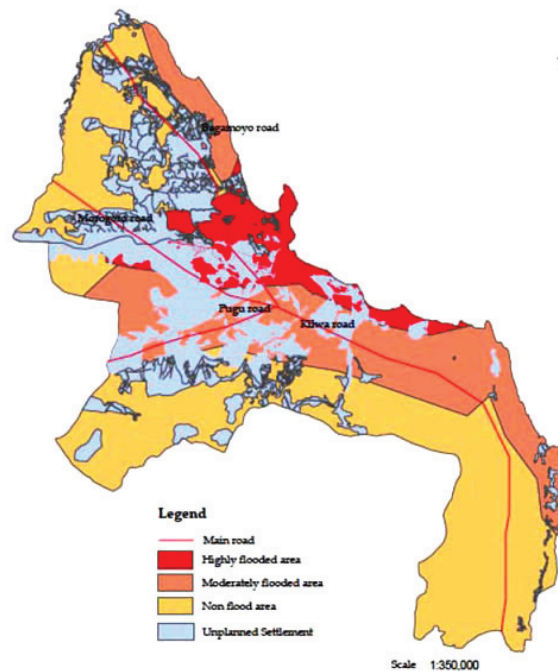 Bagamoyo road
Morogoro road
Pugu road
Kilwa road
Legend
Main road
Highly flooded area
Moderately flooded area
Non flood area
Unplanned Settlement
Scale 1:350,000